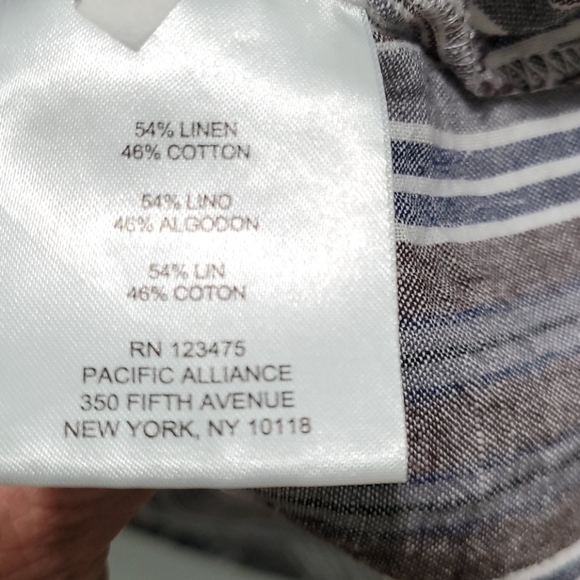 54% LINEN
46% COTTON
54% LINO
46% ALGODON
54% LIN
46% COTON
RN 123475
PACIFIC ALLIANCE
350 FIFTH AVENUE
NEW YORK, NY 10118